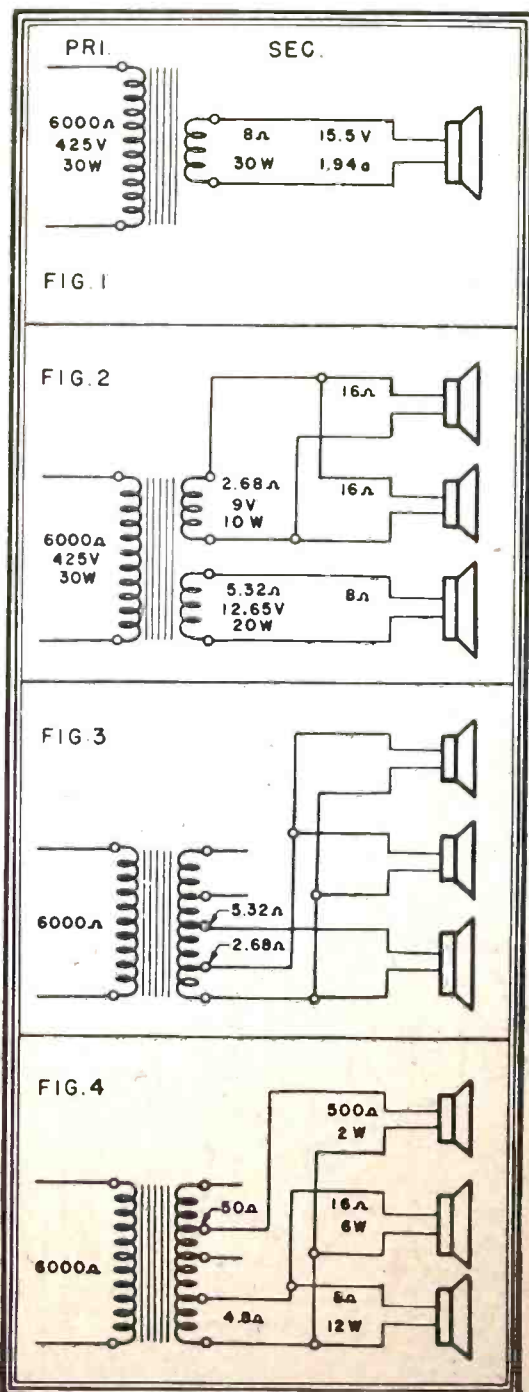 PRI. SEC.
6000Ω
425V
30W
8Ω 15.5 V
30W 1.94a
FIG. 1
FIG. 2
16Ω
16Ω
2.68Ω
9V
10W
6000Ω
425V
30W
5.32Ω
12.65V
20W
8Ω
FIG. 3
6000Ω
5.32Ω
2.68Ω
FIG. 4
500Ω
2W
50Ω
16Ω
6W
6000Ω
4.8Ω
8Ω
12W